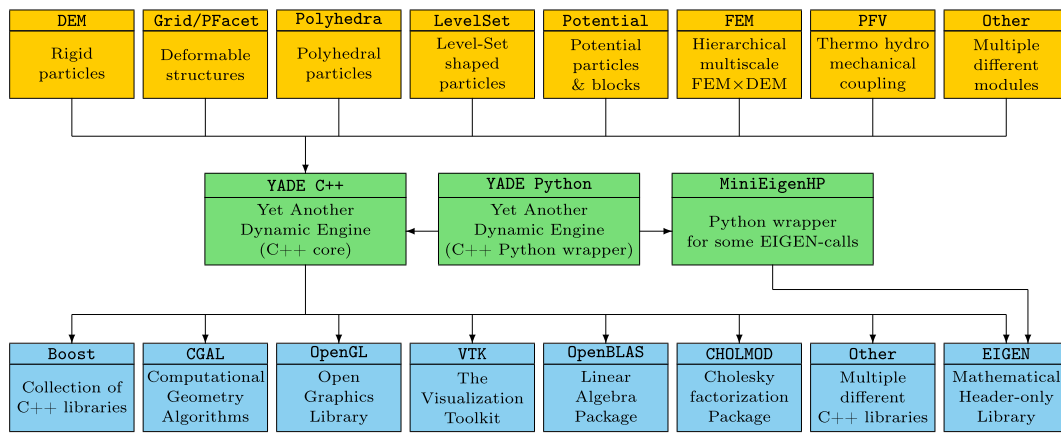 DEM
Rigid
particles
Grid/PFacet
Deformable
structures
Polyhedra
Polyhedral
particles
LevelSet
Level-Set
shaped
particles
Potential
Potential
particles
& blocks
FEM
Hierarchical
multiscale
FEM×DEM
PFV
Thermo hydro
mechanical
coupling
Other
Multiple
different
modules
YADE C++
Yet Another
Dynamic Engine
(C++ core)
YADE Python
Yet Another
Dynamic Engine
(C++ Python wrapper)
MiniEigenHP
Python wrapper
for some EIGEN-calls
Boost
Collection of
C++ libraries
CGAL
Computational
Geometry
Algorithms
OpenGL
Open
Graphics
Library
VTK
The
Visualization
Toolkit
OpenBLAS
Linear
Algebra
Package
CHOLMOD
Cholesky
factorization
Package
Other
Multiple
different
C++ libraries
EIGEN
Mathematical
Header-only
Library